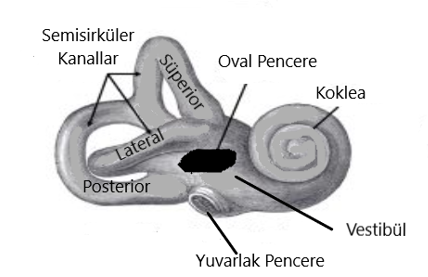 Semisirküler
Kanallar
Süperior
Oval Pencere
Koklea
Lateral
Posterior
Vestibül
Yuvarlak Pencere